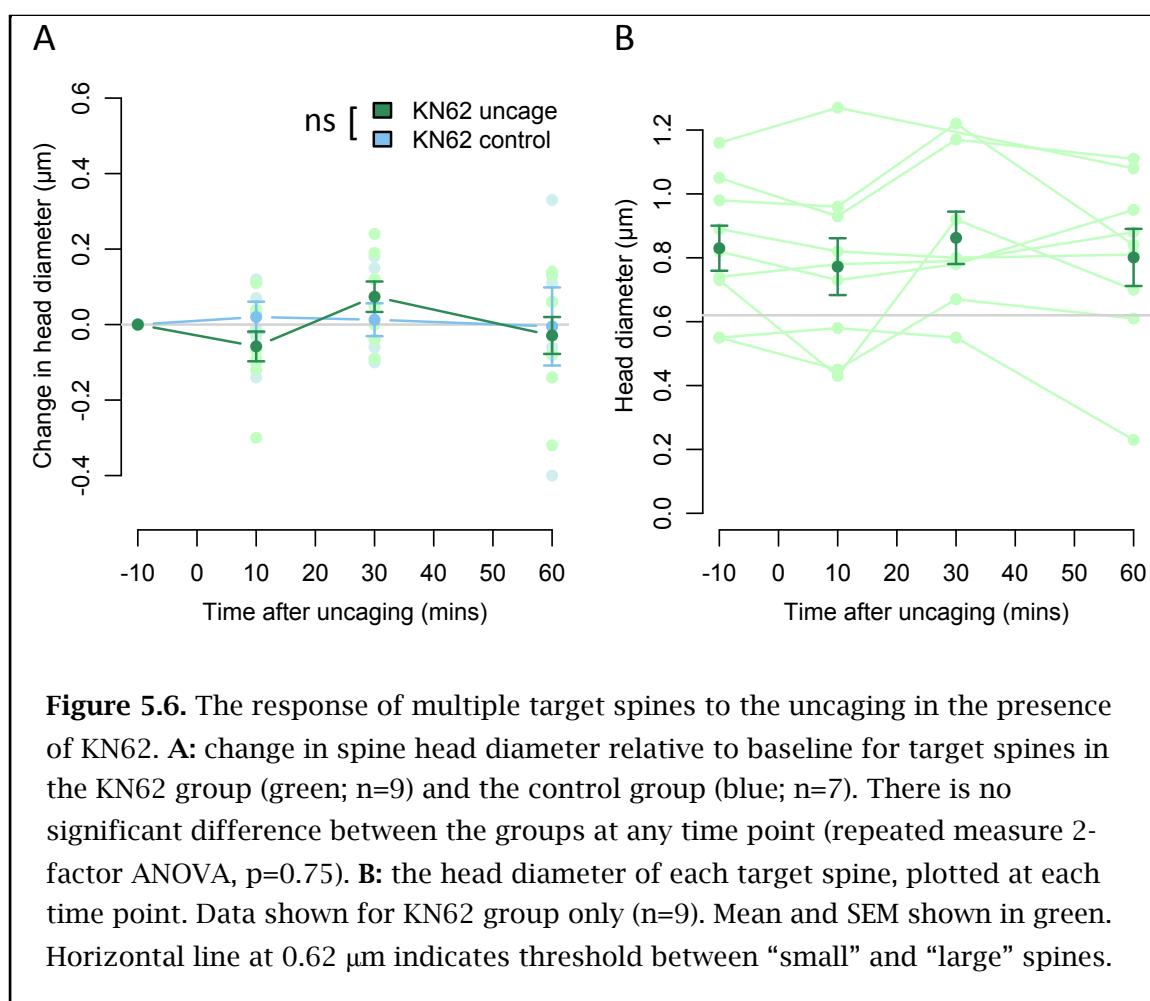 A
B
0.6
0.4
0.2
0.0
-0.2
-0.4
Change in head diameter (µm)
ns [
KN62 uncage
KN62 control
-10 0 10 20 30 40 50 60
Time after uncaging (mins)
1.2
1.0
0.8
0.6
0.4
0.2
0.0
Head diameter (µm)
-10 0 10 20 30 40 50 60
Time after uncaging (mins)
Figure 5.6. The response of multiple target spines to the uncaging in the presence
of KN62. A: change in spine head diameter relative to baseline for target spines in
the KN62 group (green; n=9) and the control group (blue; n=7). There is no
significant difference between the groups at any time point (repeated measure 2-
factor ANOVA, p=0.75). B: the head diameter of each target spine, plotted at each
time point. Data shown for KN62 group only (n=9). Mean and SEM shown in green.
Horizontal line at 0.62 µm indicates threshold between “small” and “large” spines.